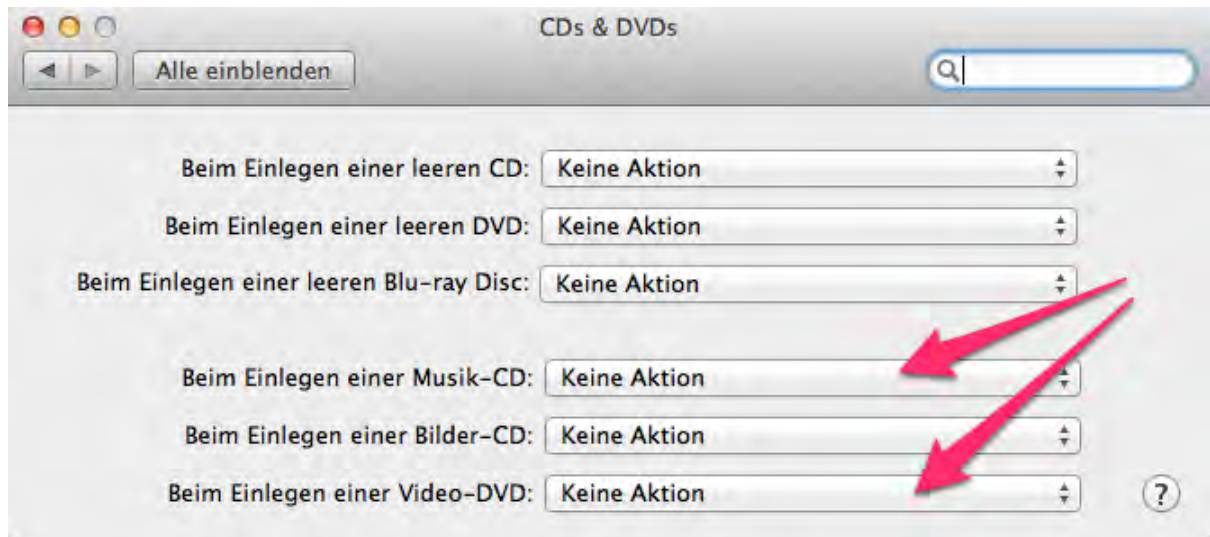 CDs & DVDs
Alle einblenden
Beim Einlegen einer leeren CD: Keine Aktion
Beim Einlegen einer leeren DVD: Keine Aktion
Beim Einlegen einer leeren Blu-ray Disc: Keine Aktion
Beim Einlegen einer Musik-CD: Keine Aktion
Beim Einlegen einer Bilder-CD: Keine Aktion
Beim Einlegen einer Video-DVD: Keine Aktion ?